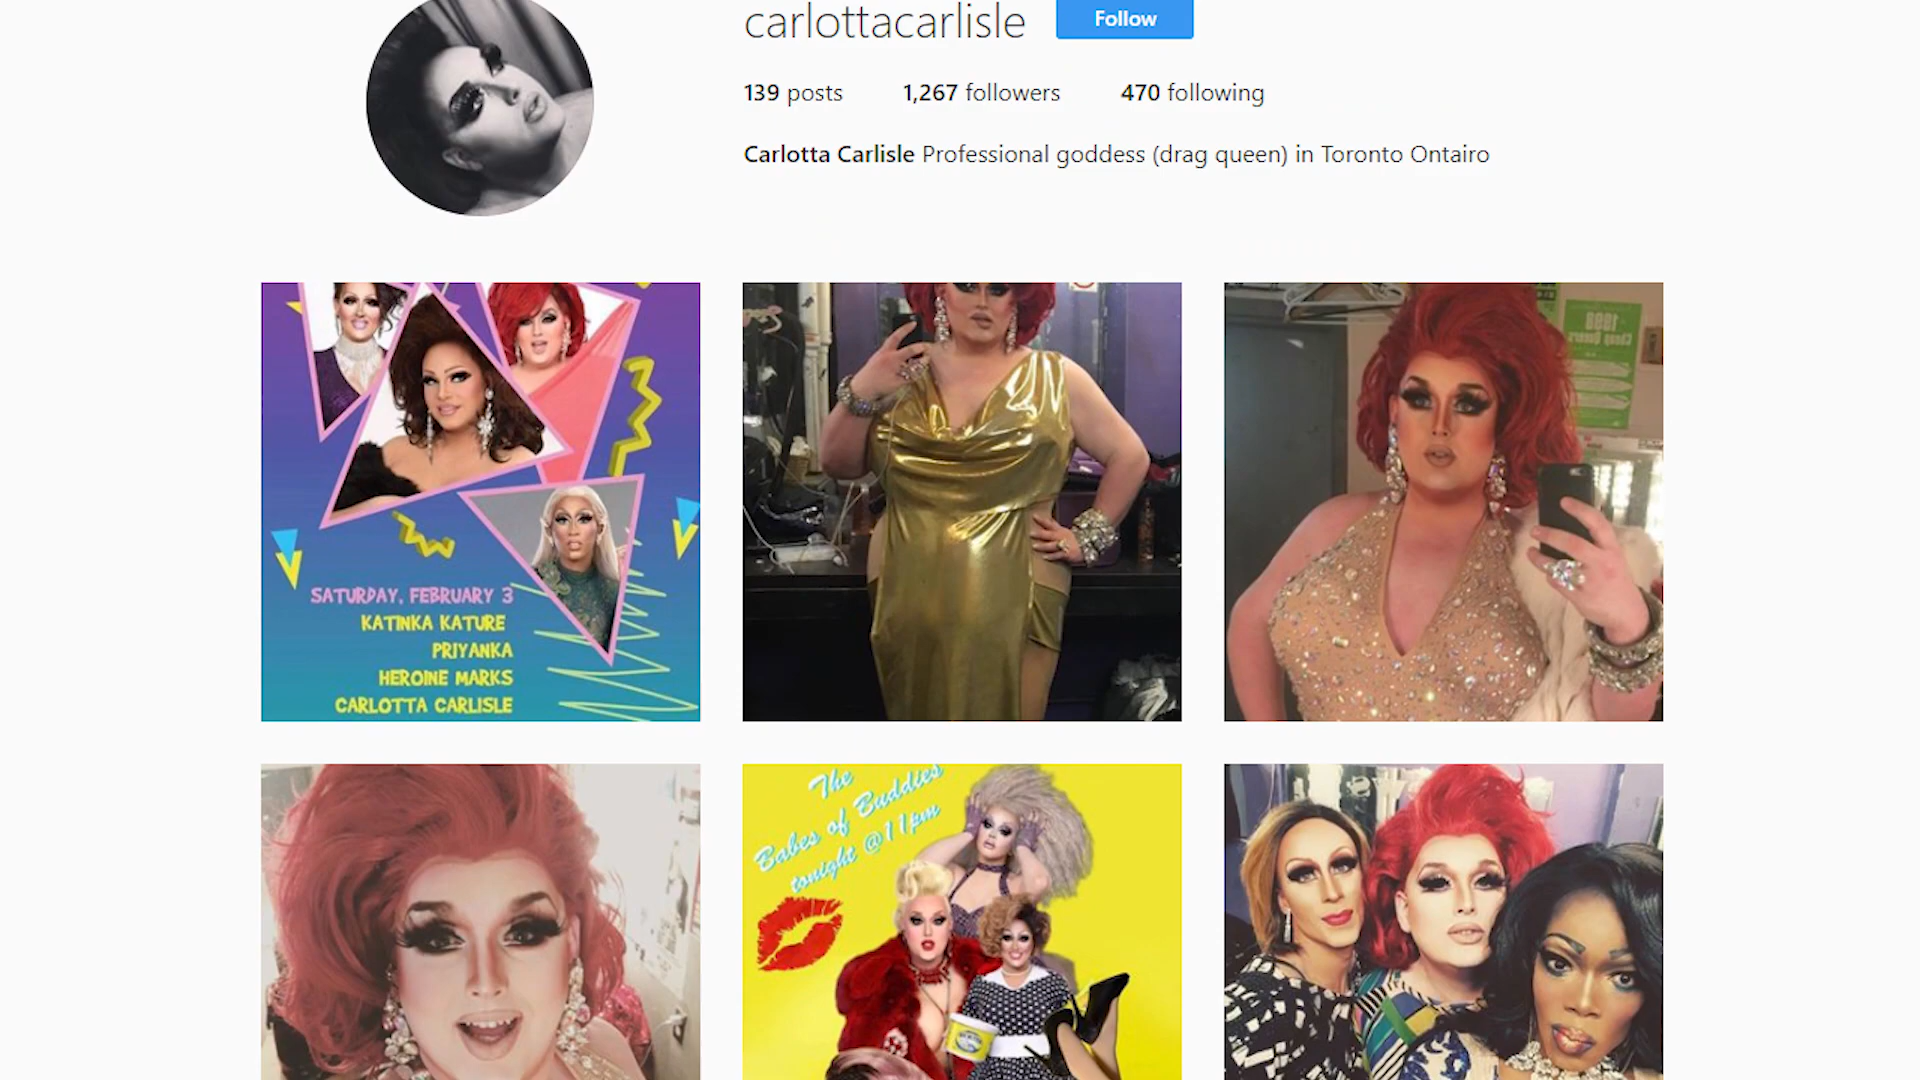 carlottacarlisle Follow
139 posts 1,267 followers 470 following
Carlotta Carlisle Professional goddess (drag queen) in Toronto Ontairo
SATURDAY, FEBRUARY 3
KATINKA KATURE
PRIYANKA
HEROINE MARKS
CARLOTTA CARLISLE
The
Babes of Buddies
tonight @11pm